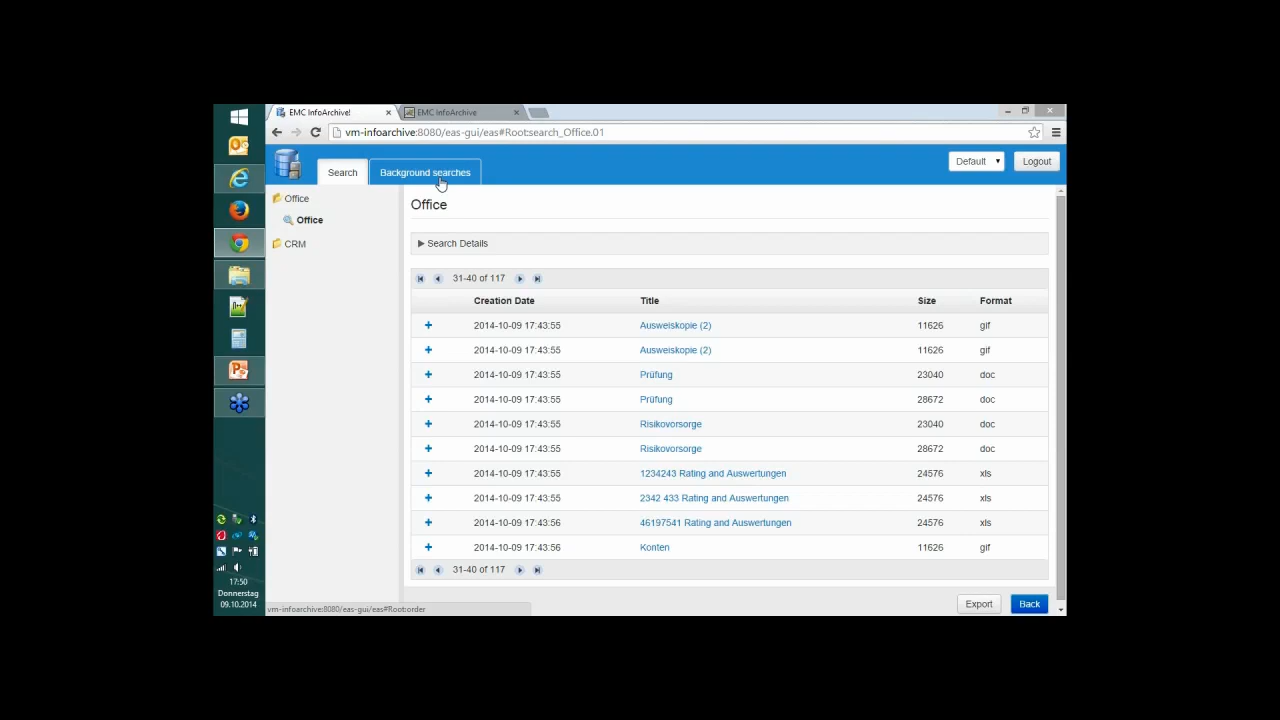 EMC InfoArchive!
EMC InfoArchive
vm-infoarchive:8080/eas-gui/eas#Root:search_Office.01
Search
Background searches
Default
Logout
Office
Office
CRM
Office
Search Details
31-40 of 117
Creation Date Title Size Format
2014-10-09 17:43:55 Ausweiskopie (2) 11626 gif
2014-10-09 17:43:55 Ausweiskopie (2) 11626 gif
2014-10-09 17:43:55 Prüfung 23040 doc
2014-10-09 17:43:55 Prüfung 28672 doc
2014-10-09 17:43:55 Risikovorsorge 23040 doc
2014-10-09 17:43:55 Risikovorsorge 28672 doc
2014-10-09 17:43:55 1234243 Rating and Auswertungen 24576 xls
2014-10-09 17:43:55 2342 433 Rating and Auswertungen 24576 xls
2014-10-09 17:43:56 46197541 Rating and Auswertungen 24576 xls
2014-10-09 17:43:56 Konten 11626 gif
31-40 of 117
Export
Back
vm-infoarchive:8080/eas-gui/eas#Root:order
17:50
Donnerstag
09.10.2014